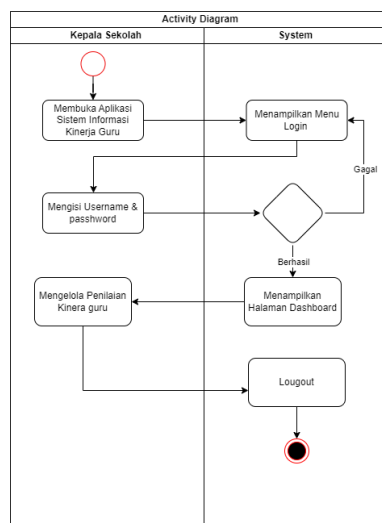 Activity Diagram
Kepala Sekolah
System
Membuka Aplikasi
Sistem Informasi
Kinerja Guru
Menampilkan Menu
Login
Gagal
Mengisi Username &
passhword
Berhasil
Mengelola Penilaian
Kinera guru
Menampilkan
Halaman Dashboard
Lougout